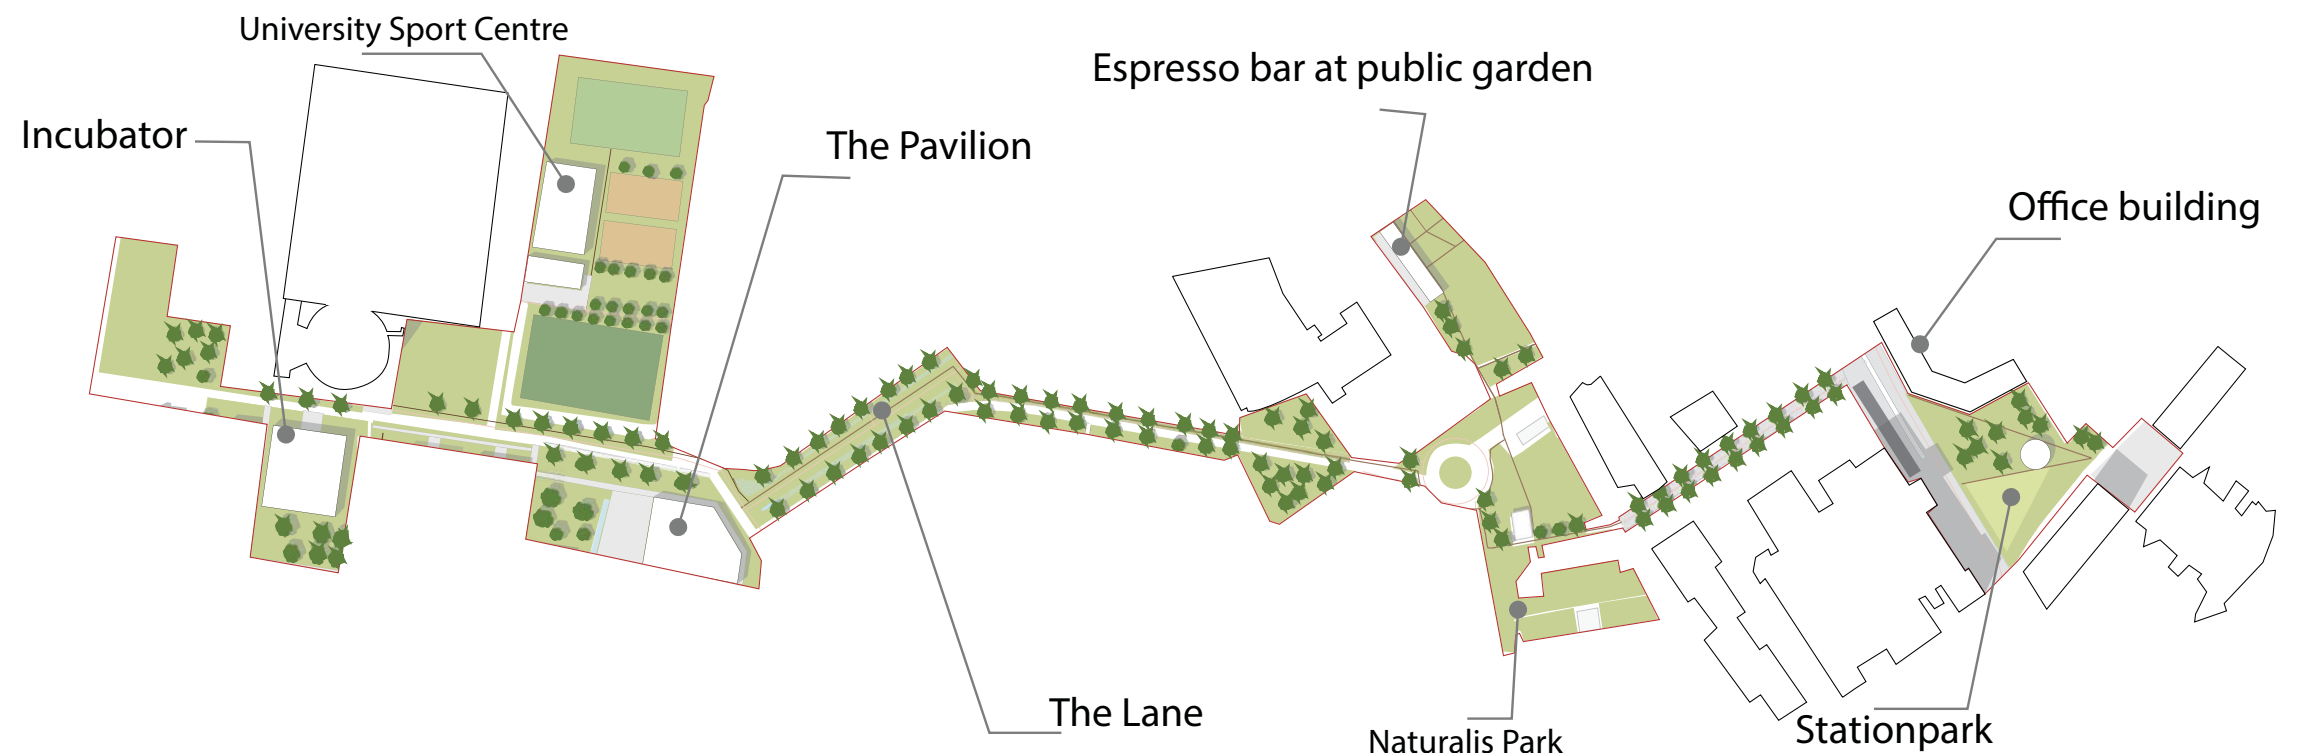 University Sport Centre
Espresso bar at public garden
Incubator
The Pavilion
Office building
The Lane
Naturalis Park
Stationpark